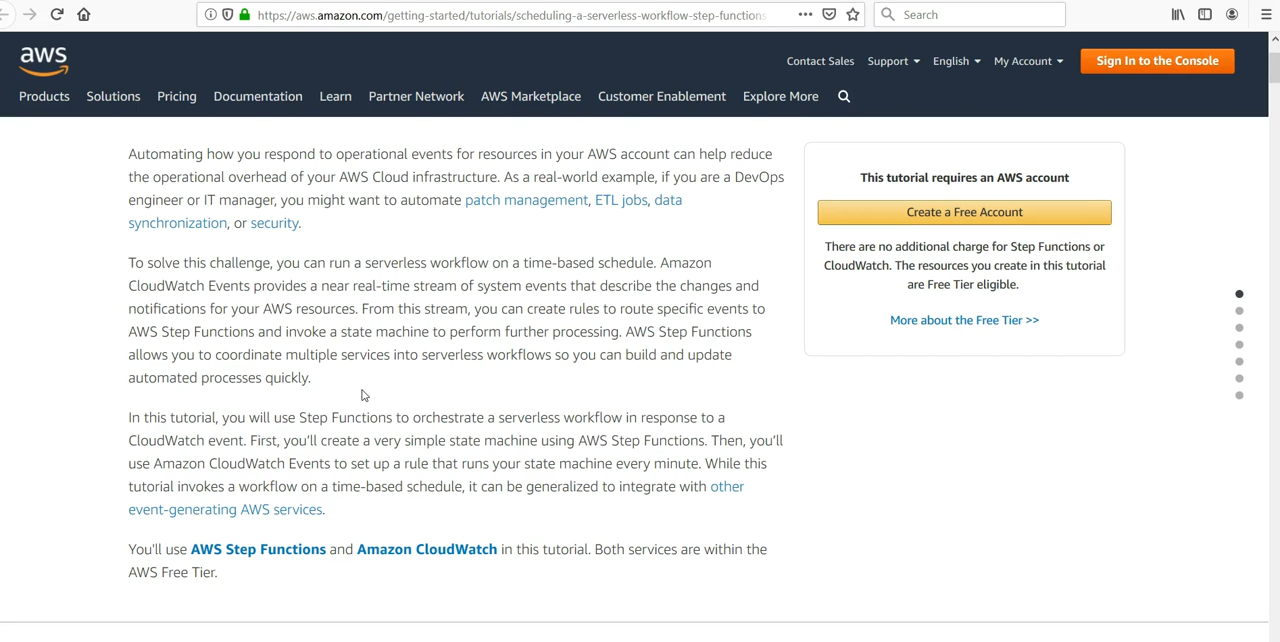 https://aws.amazon.com/getting-started/tutorials/scheduling-a-serverless-workflow-step-functions
Search
aws
Contact Sales Support English My Account Sign In to the Console
Products Solutions Pricing Documentation Learn Partner Network AWS Marketplace Customer Enablement Explore More
Automating how you respond to operational events for resources in your AWS account can help reduce
the operational overhead of your AWS Cloud infrastructure. As a real-world example, if you are a DevOps
engineer or IT manager, you might want to automate patch management, ETL jobs, data
synchronization, or security.
To solve this challenge, you can run a serverless workflow on a time-based schedule. Amazon
CloudWatch Events provides a near real-time stream of system events that describe the changes and
notifications for your AWS resources. From this stream, you can create rules to route specific events to
AWS Step Functions and invoke a state machine to perform further processing. AWS Step Functions
allows you to coordinate multiple services into serverless workflows so you can build and update
automated processes quickly.
In this tutorial, you will use Step Functions to orchestrate a serverless workflow in response to a
CloudWatch event. First, you'll create a very simple state machine using AWS Step Functions. Then, you'll
use Amazon CloudWatch Events to set up a rule that runs your state machine every minute. While this
tutorial invokes a workflow on a time-based schedule, it can be generalized to integrate with other
event-generating AWS services.
You'll use AWS Step Functions and Amazon CloudWatch in this tutorial. Both services are within the
AWS Free Tier.
This tutorial requires an AWS account
Create a Free Account
There are no additional charge for Step Functions or
CloudWatch. The resources you create in this tutorial
are Free Tier eligible.
More about the Free Tier >>